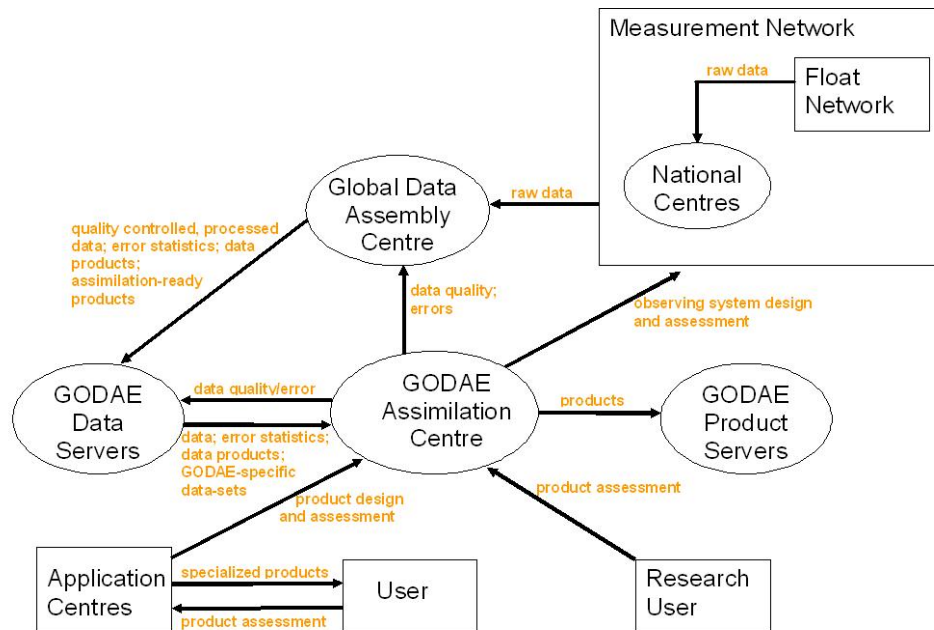 Measurement Network
raw data
Float
Network
National
Centres
Global Data
Assembly
Centre
raw data
quality controlled, processed
data; error statistics; data
products;
assimilation-ready
products
data quality;
errors
observing system design
and assessment
GODAE
Data
Servers
data quality/error
GODAE
Assimilation
Centre
products
GODAE
Product
Servers
data; error statistics;
data products;
GODAE-specific
data-sets
product design
and assessment
product assessment
Application
Centres
specialized products
User
product assessment
Research
User